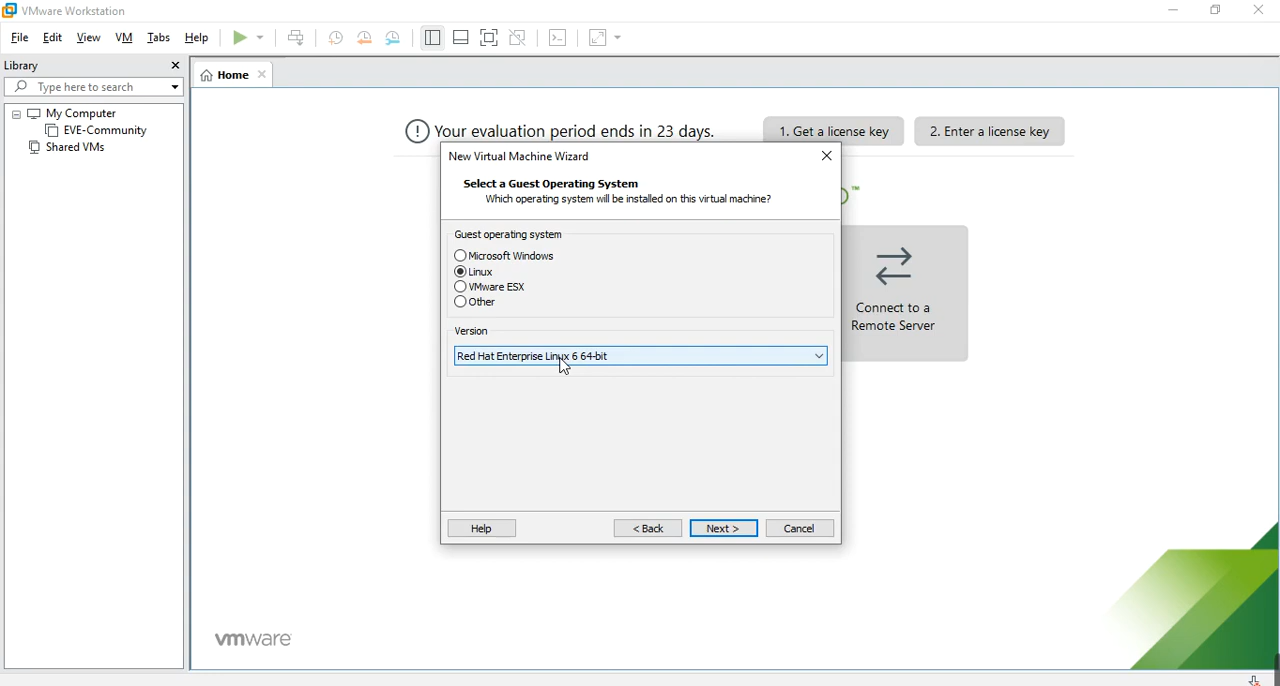 VMware Workstation
File Edit View VM Tabs Help
Library
Type here to search
My Computer
EVE-Community
Shared VMs
Home
Your evaluation period ends in 23 days.
1. Get a license key
2. Enter a license key
New Virtual Machine Wizard
Select a Guest Operating System
Which operating system will be installed on this virtual machine?
Guest operating system
Microsoft Windows
Linux
VMware ESX
Other
Version
Red Hat Enterprise Linux 6 64-bit
Help
< Back
Next >
Cancel
™
Connect to a
Remote Server
vmware